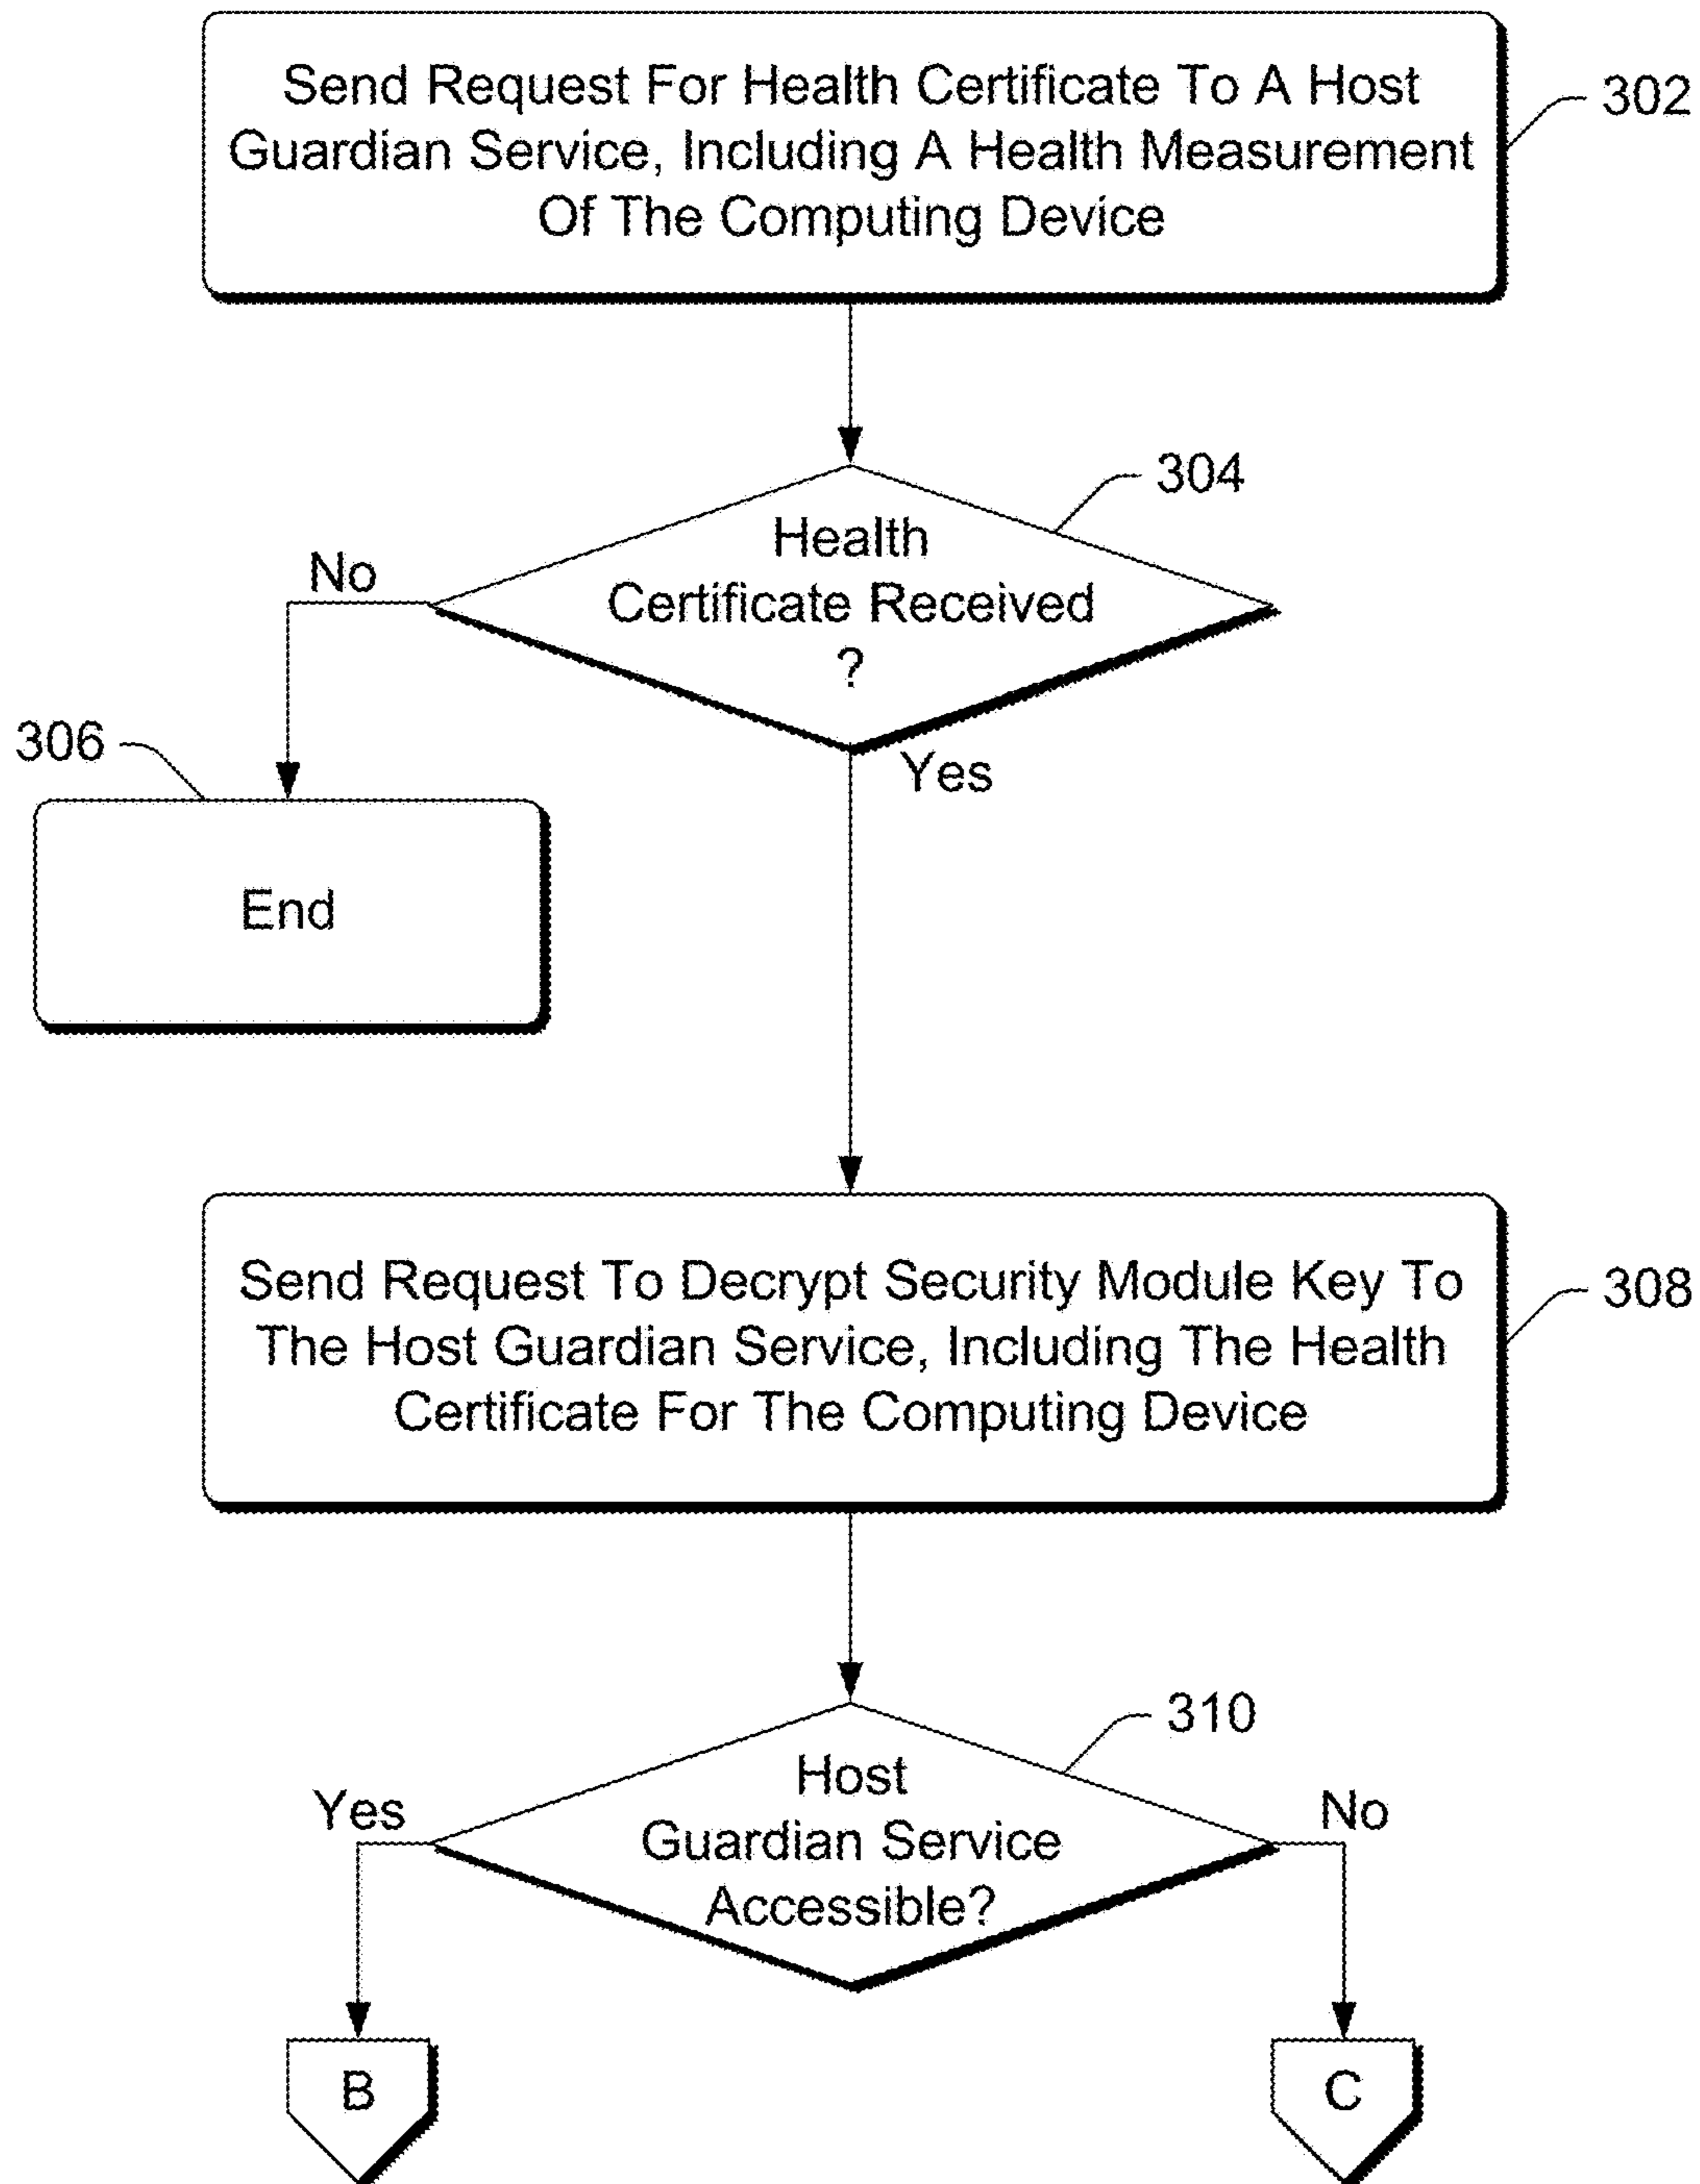 Send Request For Health Certificate To A Host
Guardian Service, Including A Health Measurement
Of The Computing Device
302
304
Health
Certificate Received
?
No
Yes
306
End
Send Request To Decrypt Security Module Key To
The Host Guardian Service, Including The Health
Certificate For The Computing Device
308
310
Host
Guardian Service
Accessible?
Yes
No
B
C